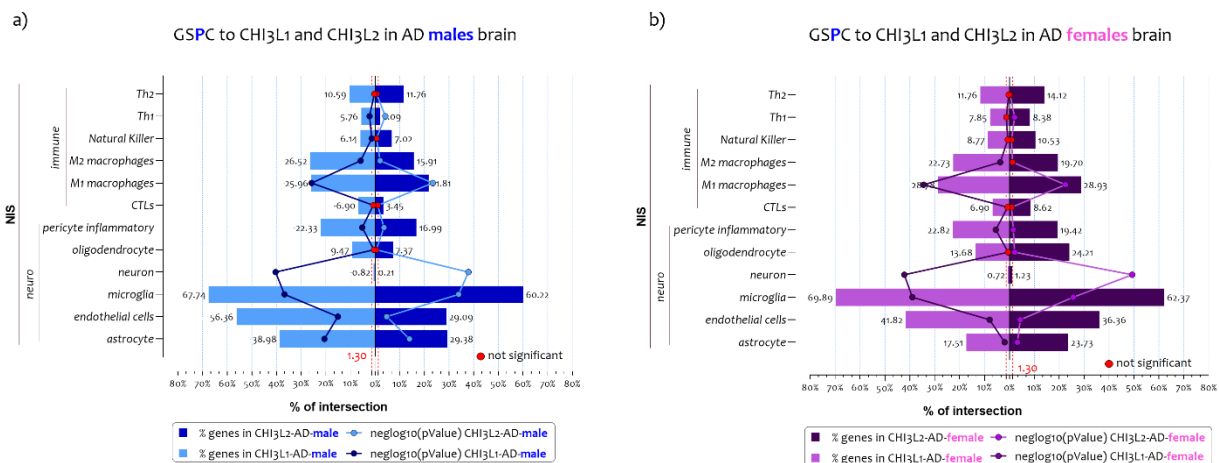 a)
GSPC to CHI3L1 and CHI3L2 in AD males brain
NIS
immune
neuro
Th2
10.59
11.76
Th1
5.76
Natural Killer
6.14
7.02
M2 macrophages
26.52
15.91
M1 macrophages
25.96
CTLs
6.90
3.45
pericyte inflammatory
22.33
16.99
oligodendrocyte
9.47
7.37
neuron
0.82
0.21
microglia
67.74
60.22
endothelial cells
56.36
29.09
astrocyte
38.98
29.38
1.30
not significant
80% 70% 60% 50% 40% 30% 20% 10% 0% 10% 20% 30% 40% 50% 60% 70% 80%
% of intersection
% genes in CHI3L2-AD-male
neglog10(pValue) CHI3L2-AD-male
% genes in CHI3L1-AD-male
neglog10(pValue) CHI3L1-AD-male
b)
GSPC to CHI3L1 and CHI3L2 in AD females brain
NIS
immune
neuro
Th2
11.76
14.12
Th1
7.85
8.38
Natural Killer
8.77
10.53
M2 macrophages
22.73
19.70
M1 macrophages
28.93
CTLs
6.90
8.62
pericyte inflammatory
22.82
19.42
oligodendrocyte
13.68
24.21
neuron
0.72
1.23
microglia
69.89
62.37
endothelial cells
41.82
36.36
astrocyte
17.51
23.73
1.30
not significant
80% 70% 60% 50% 40% 30% 20% 10% 0% 10% 20% 30% 40% 50% 60% 70% 80%
% of intersection
% genes in CHI3L2-AD-female
neglog10(pValue) CHI3L2-AD-female
% genes in CHI3L1-AD-female
neglog10(pValue) CHI3L1-AD-female